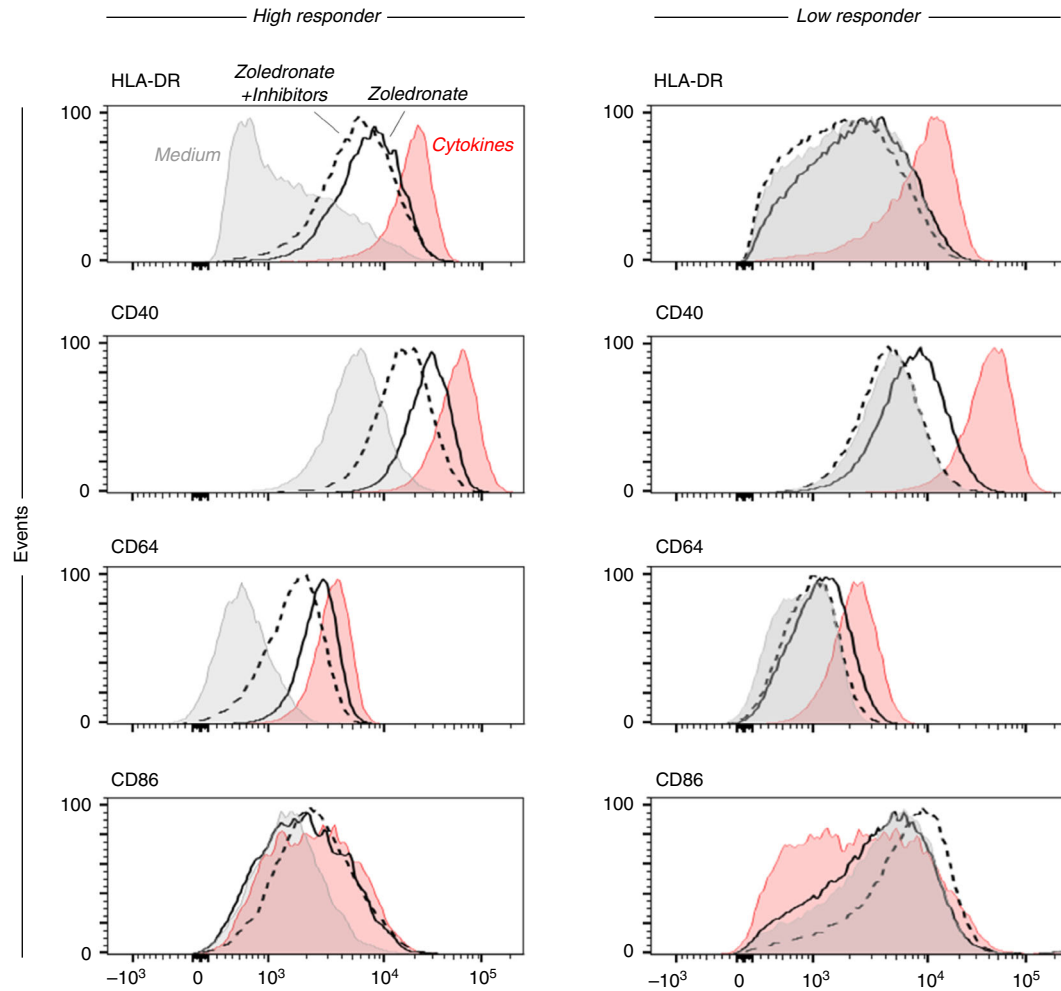 High responder
Low responder
HLA-DR
Zoledronate
+Inhibitors
Zoledronate
Medium
Cytokines
100
0
HLA-DR
100
0
CD40
100
0
CD40
100
0
CD64
100
0
CD64
100
0
CD86
100
0
CD86
100
0
Events
−10³ 0 10³ 10⁴ 10⁵
−10³ 0 10³ 10⁴ 10⁵